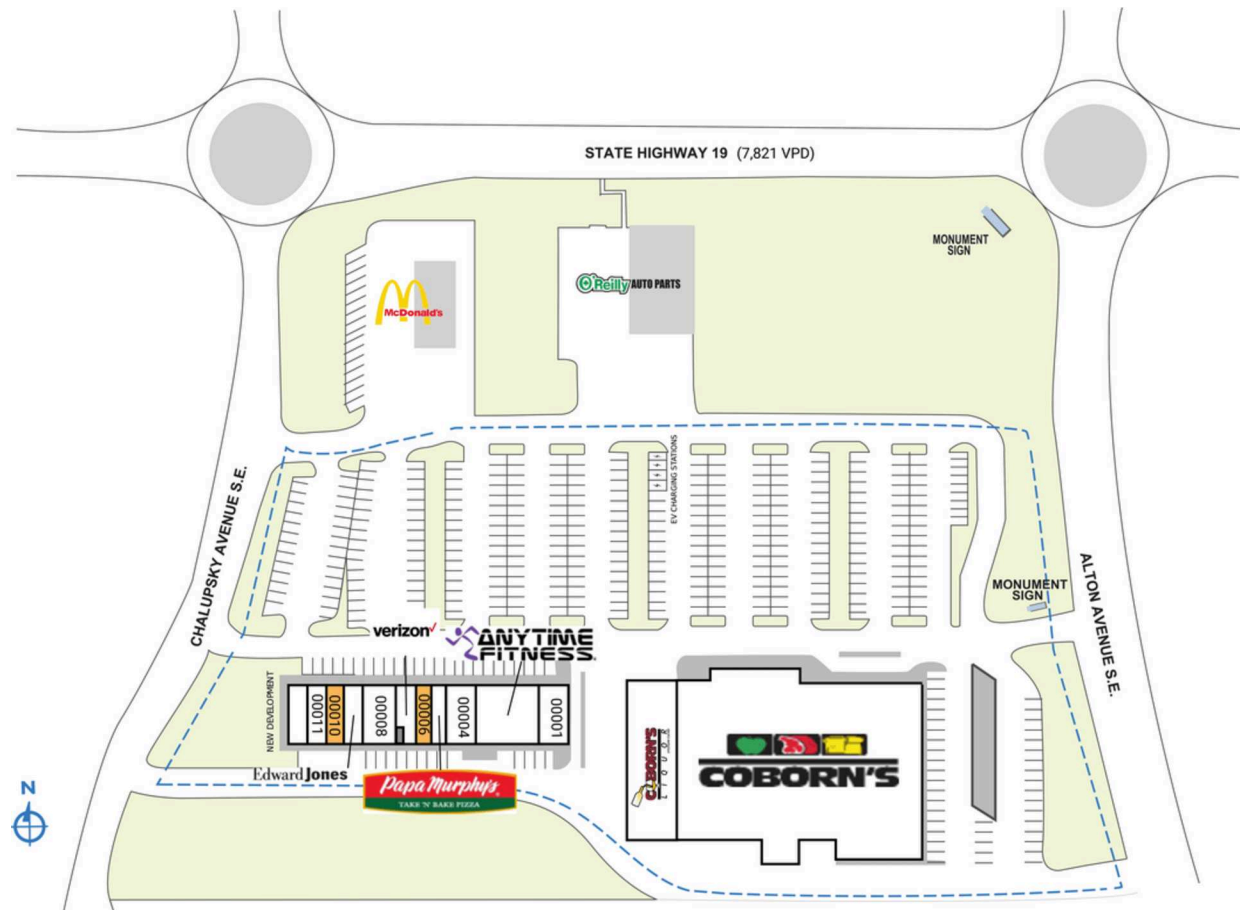 STATE HIGHWAY 19 (7,821 VPD)
MONUMENT
SIGN
McDonald's
O'Reilly AUTO PARTS
EV CHARGING STATIONS
CHALUPSKY AVENUE S.E.
ALTON AVENUE S.E.
MONUMENT
SIGN
verizon
ANYTIME
FITNESS
NEW DEVELOPMENT
00011
00010
00008
00006
00004
00001
COBORN'S
LIQUOR
COBORN'S
Edward Jones
Papa Murphy's
TAKE 'N' BAKE PIZZA
N